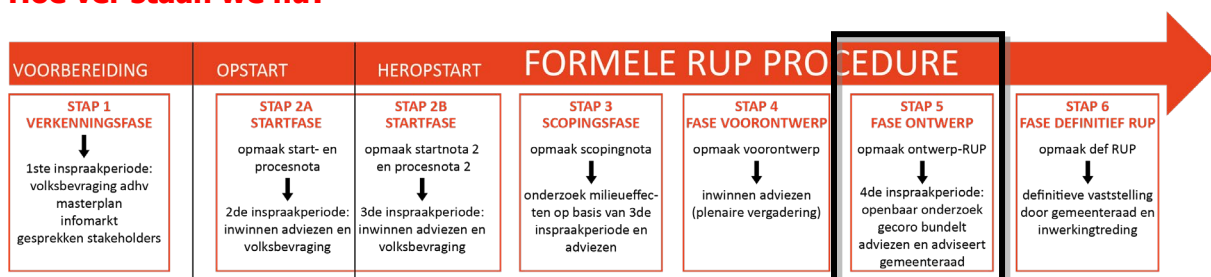 VOORBEREIDING
OPSTART
HEROPSTART
FORMELE RUP PROCEDURE
STAP 1
VERKENNINGSFASE
1ste inspraakperiode:
volksbevraging adhv
masterplan
infomarkt
gesprekken stakeholders
STAP 2A
STARTFASE
opmaak start- en
procesnota
2de inspraakperiode:
inwinnen adviezen en
volksbevraging
STAP 2B
STARTFASE
opmaak startnota 2
en procesnota 2
3de inspraakperiode:
inwinnen adviezen en
volksbevraging
STAP 3
SCOPINGSFASE
opmaak scopingnota
onderzoek milieueffec-
ten op basis van 3de
inspraakperiode en
adviezen
STAP 4
FASE VOORONTWERP
opmaak voorontwerp
inwinnen adviezen
(plenaire vergadering)
STAP 5
FASE ONTWERP
opmaak ontwerp-RUP
4de inspraakperiode:
openbaar onderzoek
gecoro bundelt
adviezen en adviseert
gemeenteraad
STAP 6
FASE DEFINITIEF RUP
opmaak def RUP
definitieve vaststelling
door gemeenteraad en
inwerkingtreding